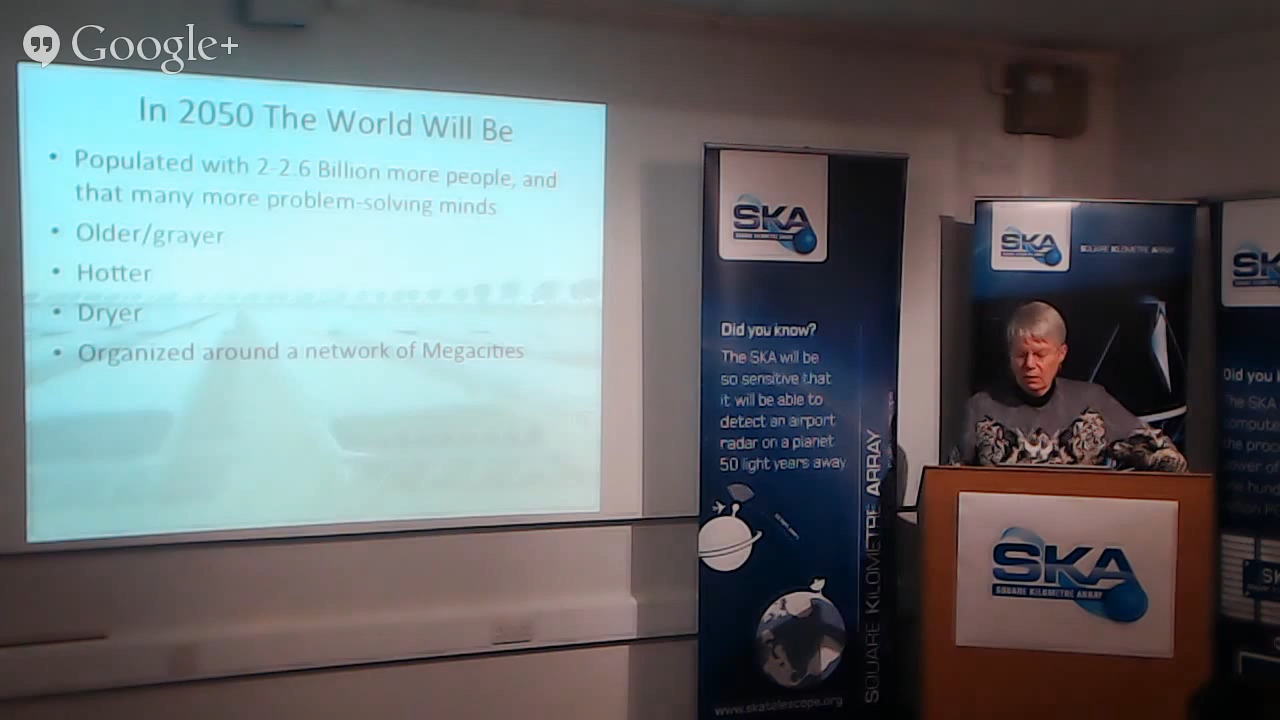 Google+
In 2050 The World Will Be
• Populated with 2-2.6 Billion more people, and
that many more problem-solving minds
• Older/grayer
• Hotter
• Dryer
• Organized around a network of Megacities
SKA
SQUARE KILOMETRE ARRAY
Did you know?
The SKA will be
so sensitive that
it will be able to
detect an airport
radar on a planet
50 light years away
SQUARE KILOMETRE ARRAY
www.skatelescope.org
SKA
SQUARE KILOMETRE ARRAY
SKA
SQUARE KILOMETRE ARRAY
SK
Did you
The SKA